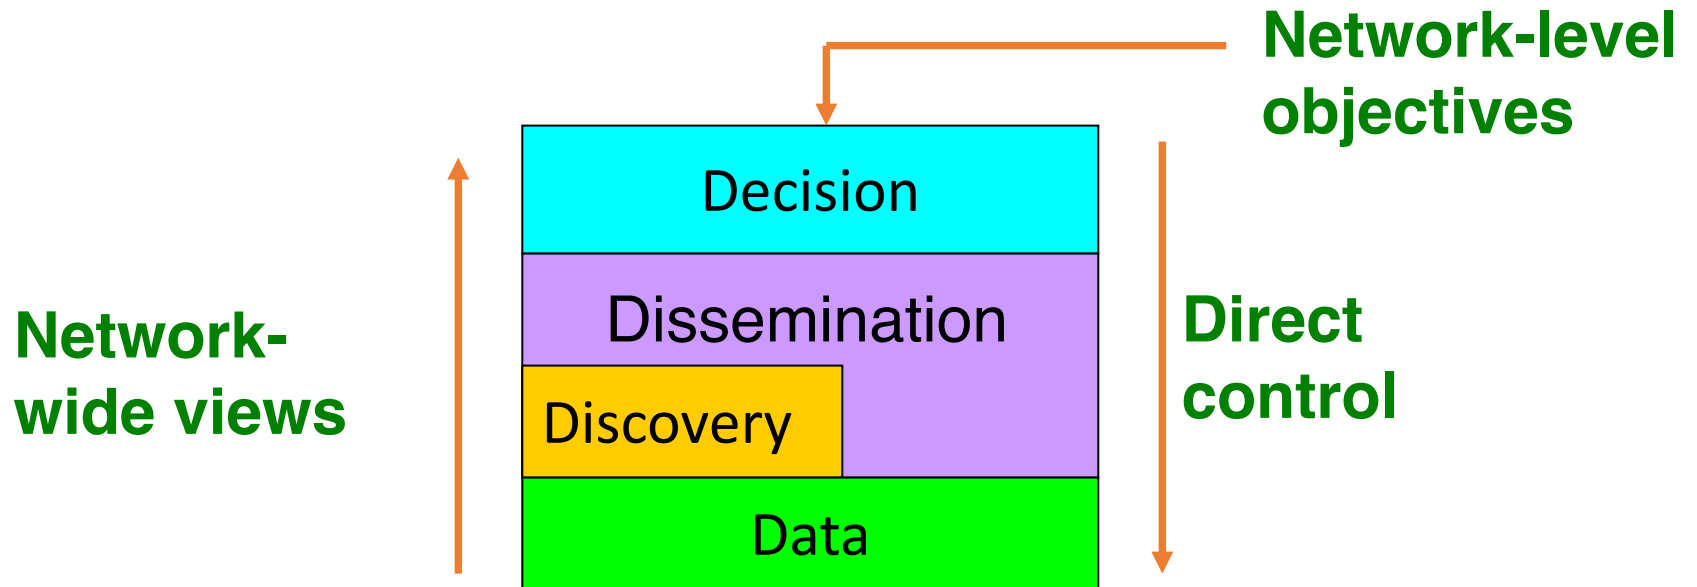 Network-level
objectives
Decision
Dissemination
Network-
wide views
Direct
control
Discovery
Data